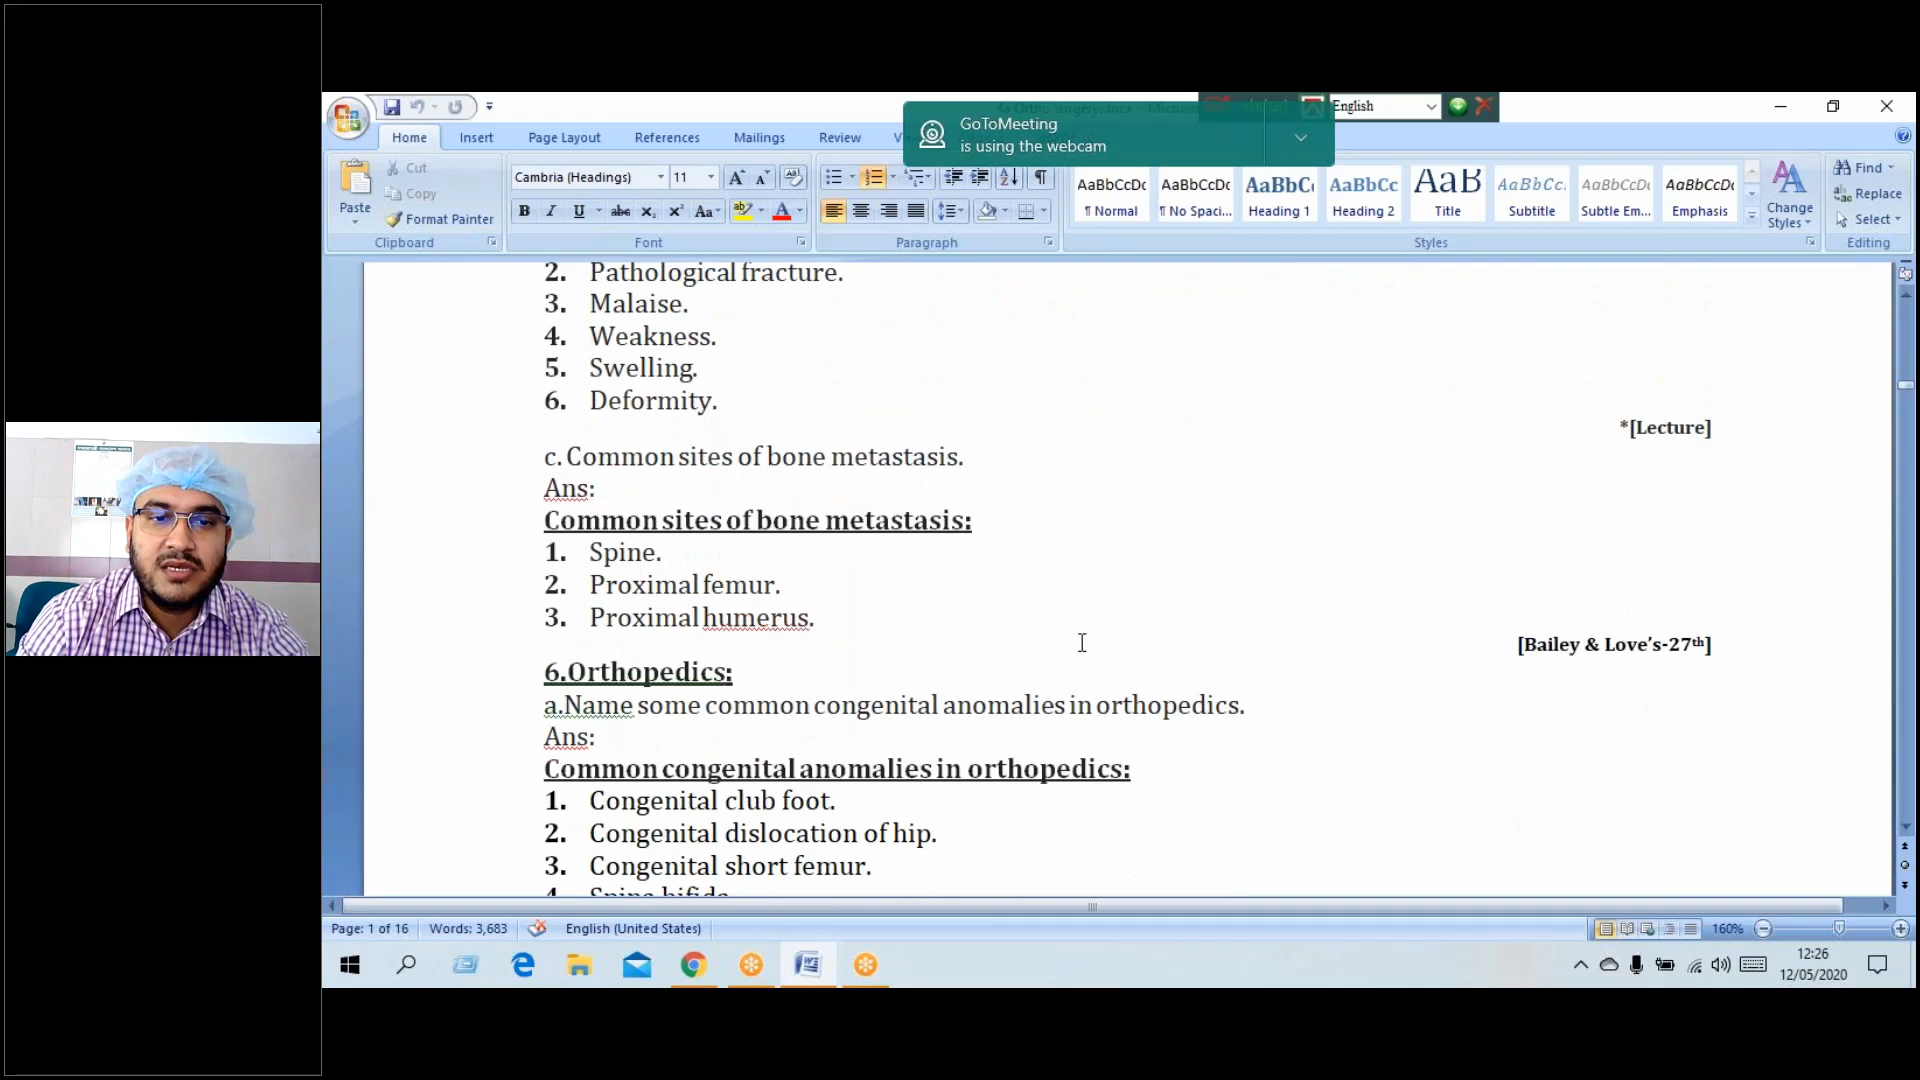 English
GoToMeeting
is using the webcam
Home Insert Page Layout References Mailings Review
Cut
Copy
Format Painter
Paste
Clipboard
Cambria (Headings) 11
Font
Paragraph
AaBbCcDc AaBbCcDc AaBbC AaBbCc AaB AaBbCc. AaBbCcDc AaBbCcDc
¶ Normal ¶ No Spaci... Heading 1 Heading 2 Title Subtitle Subtle Em... Emphasis
Change
Styles
Styles
Find
Replace
Select
Editing
2. Pathological fracture.
3. Malaise.
4. Weakness.
5. Swelling.
6. Deformity.
*[Lecture]
c. Common sites of bone metastasis.
Ans:
Common sites of bone metastasis:
1. Spine.
2. Proximal femur.
3. Proximal humerus.
[Bailey & Love's-27th]
6.Orthopedics:
a.Name some common congenital anomalies in orthopedics.
Ans:
Common congenital anomalies in orthopedics:
1. Congenital club foot.
2. Congenital dislocation of hip.
3. Congenital short femur.
4. Spina bifida
Page: 1 of 16 Words: 3,683 English (United States) 160%
12:26
12/05/2020